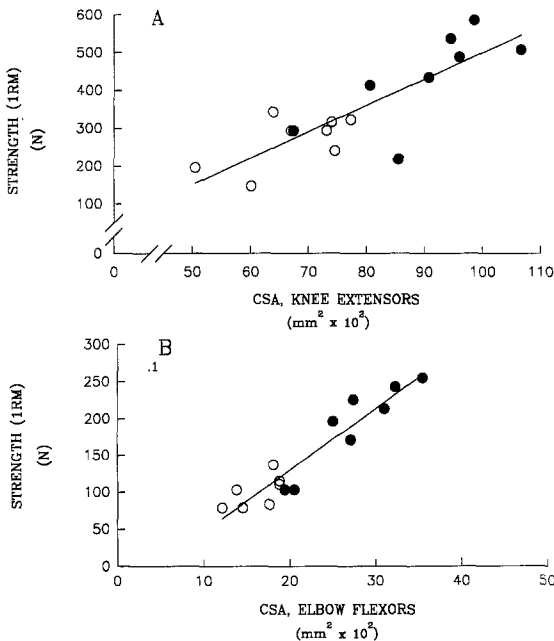 A
600
500
400
300
200
100
0
STRENGTH (1RM)
(N)
0 50 60 70 80 90 100 110
CSA, KNEE EXTENSORS
(mm² x 10²)
B
.1
300
250
200
150
100
50
0
STRENGTH (1RM)
(N)
0 10 20 30 40 50
CSA, ELBOW FLEXORS
(mm² x 10²)